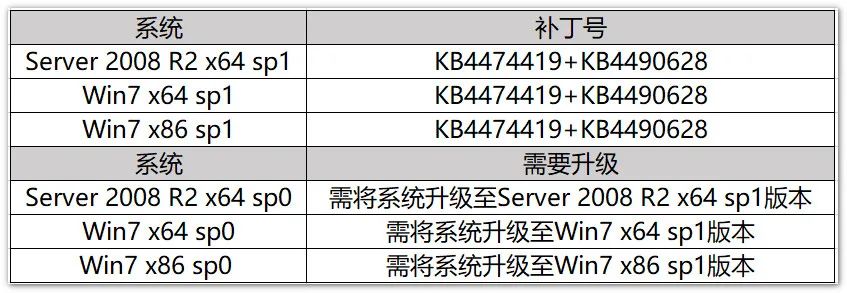 系统 补丁号
Server 2008 R2 x64 sp1 KB4474419+KB4490628
Win7 x64 sp1 KB4474419+KB4490628
Win7 x86 sp1 KB4474419+KB4490628
系统 需要升级
Server 2008 R2 x64 sp0 需将系统升级至Server 2008 R2 x64 sp1版本
Win7 x64 sp0 需将系统升级至Win7 x64 sp1版本
Win7 x86 sp0 需将系统升级至Win7 x86 sp1版本